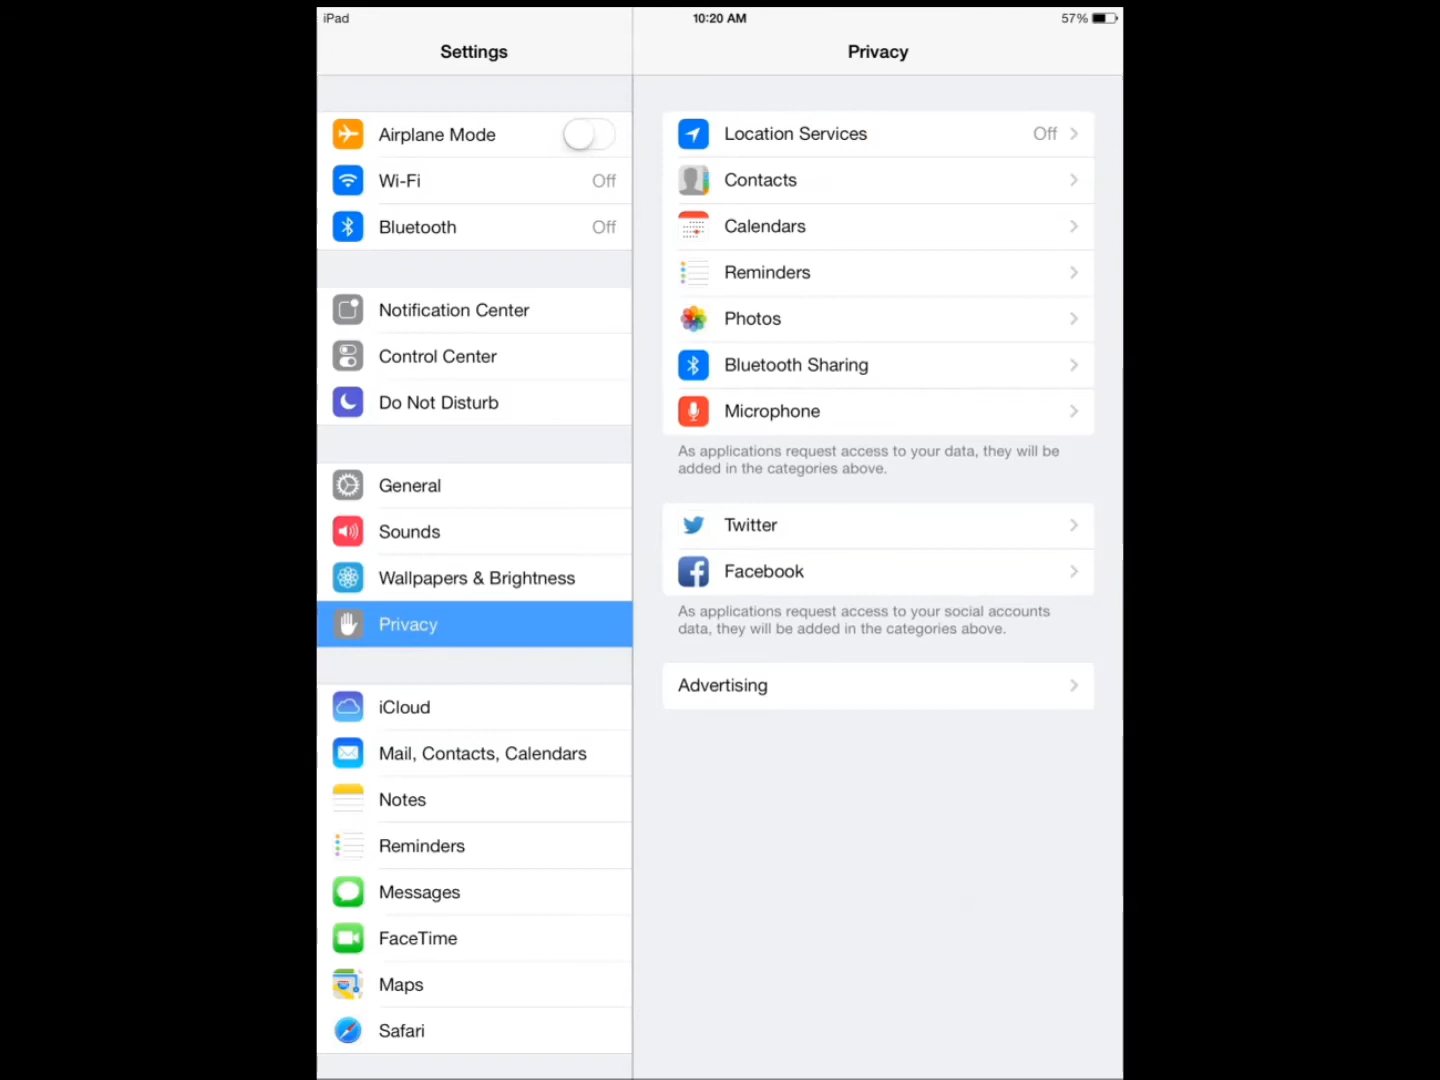 iPad
10:20 AM
57%
Settings
Privacy
Airplane Mode
Wi-Fi Off
Bluetooth Off
Notification Center
Control Center
Do Not Disturb
General
Sounds
Wallpapers & Brightness
Privacy
iCloud
Mail, Contacts, Calendars
Notes
Reminders
Messages
FaceTime
Maps
Safari
Location Services Off
Contacts
Calendars
Reminders
Photos
Bluetooth Sharing
Microphone
As applications request access to your data, they will be
added in the categories above.
Twitter
Facebook
As applications request access to your social accounts
data, they will be added in the categories above.
Advertising